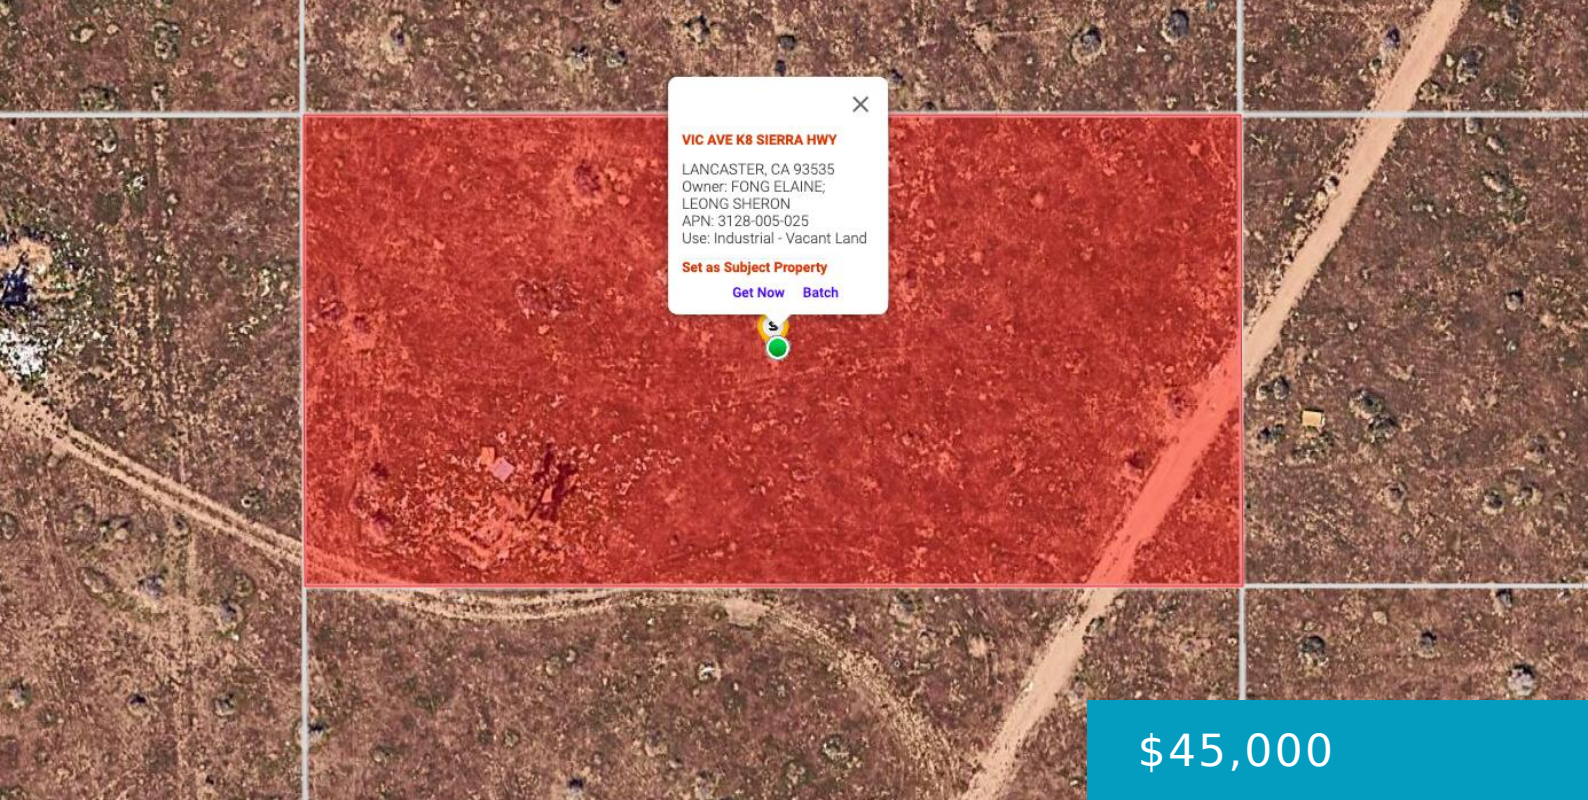 VIC AVE K8 SIERRA HWY
LANCASTER, CA 93535
Owner: FONG ELAINE;
LEONG SHERON
APN: 3128-005-025
Use: Industrial - Vacant Land
Set as Subject Property
Get Now Batch
S
$45,000